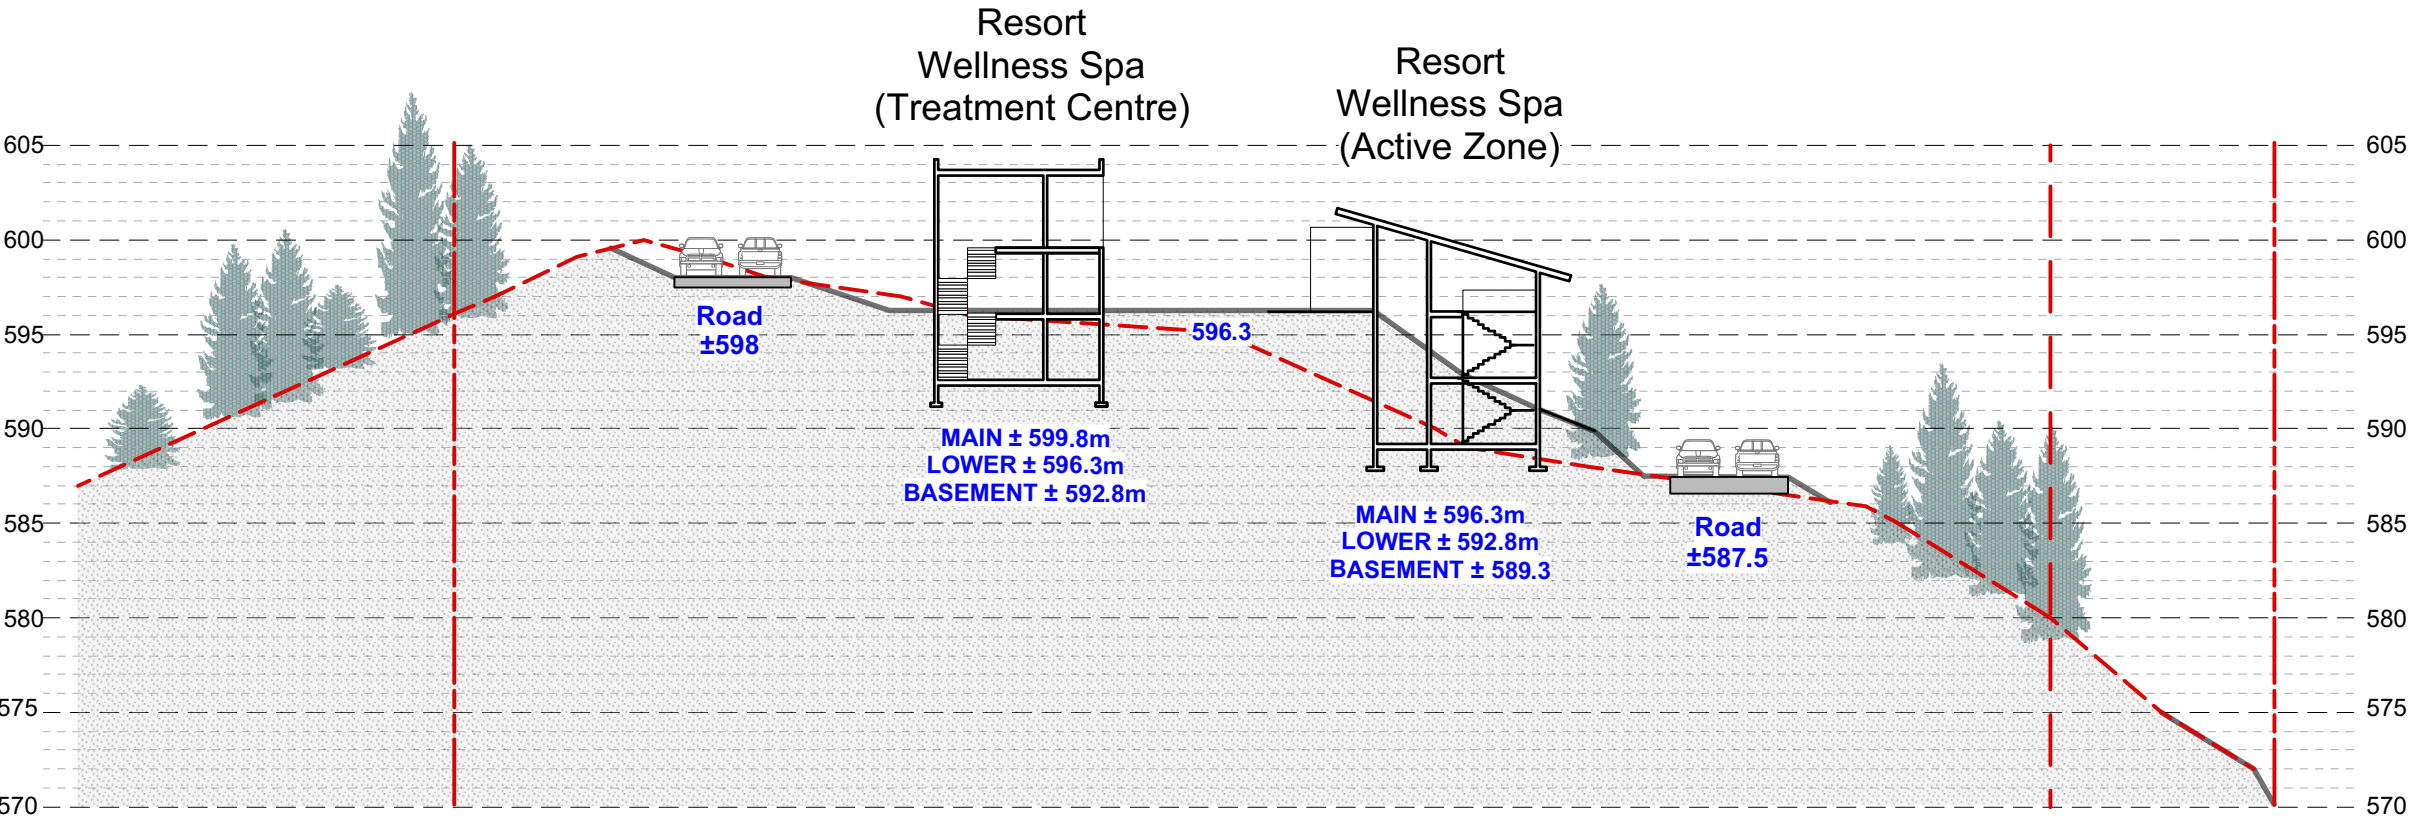 Resort
Wellness Spa
(Treatment Centre)
Resort
Wellness Spa
(Active Zone)
605
600
595
590
585
580
575
570
605
600
595
590
585
580
575
570
Road
±598
596.3
MAIN ± 599.8m
LOWER ± 596.3m
BASEMENT ± 592.8m
MAIN ± 596.3m
LOWER ± 592.8m
BASEMENT ± 589.3
Road
±587.5